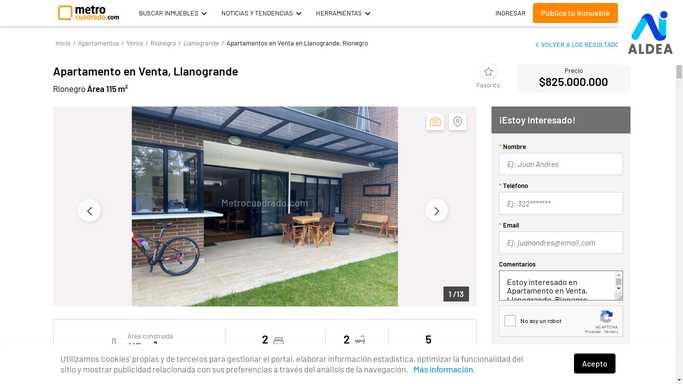 metro
cuadrado.com
BUSCAR INMUEBLES
NOTICIAS Y TENDENCIAS
HERRAMIENTAS
INGRESAR
Publica tu Inmueble
ALDEA
Inicio / Apartamentos / Venta / Rionegro / Llanogrande / Apartamentos en Venta en Llanogrande, Rionegro
VOLVER A LOS RESULTADO
Apartamento en Venta, Llanogrande
Rionegro Área 115 m²
Favorito
Precio
$825.000.000
Metrocuadrado.com
1 /13
¡Estoy Interesado!
* Nombre
Ej: Juan Andres
* Teléfono
Ej: 322*******
* Email
Ej: juanandres@email.com
Comentarios
Estoy interesado en
Apartamento en Venta,
Llanogrande, Rionegro
No soy un robot
reCAPTCHA
Privacidad - Términos
Área construida
2
2
5
Utilizamos 'cookies' propias y de terceros para gestionar el portal, elaborar información estadística, optimizar la funcionalidad del
sitio y mostrar publicidad relacionada con sus preferencias a través del análisis de la navegación. Más información.
Acepto